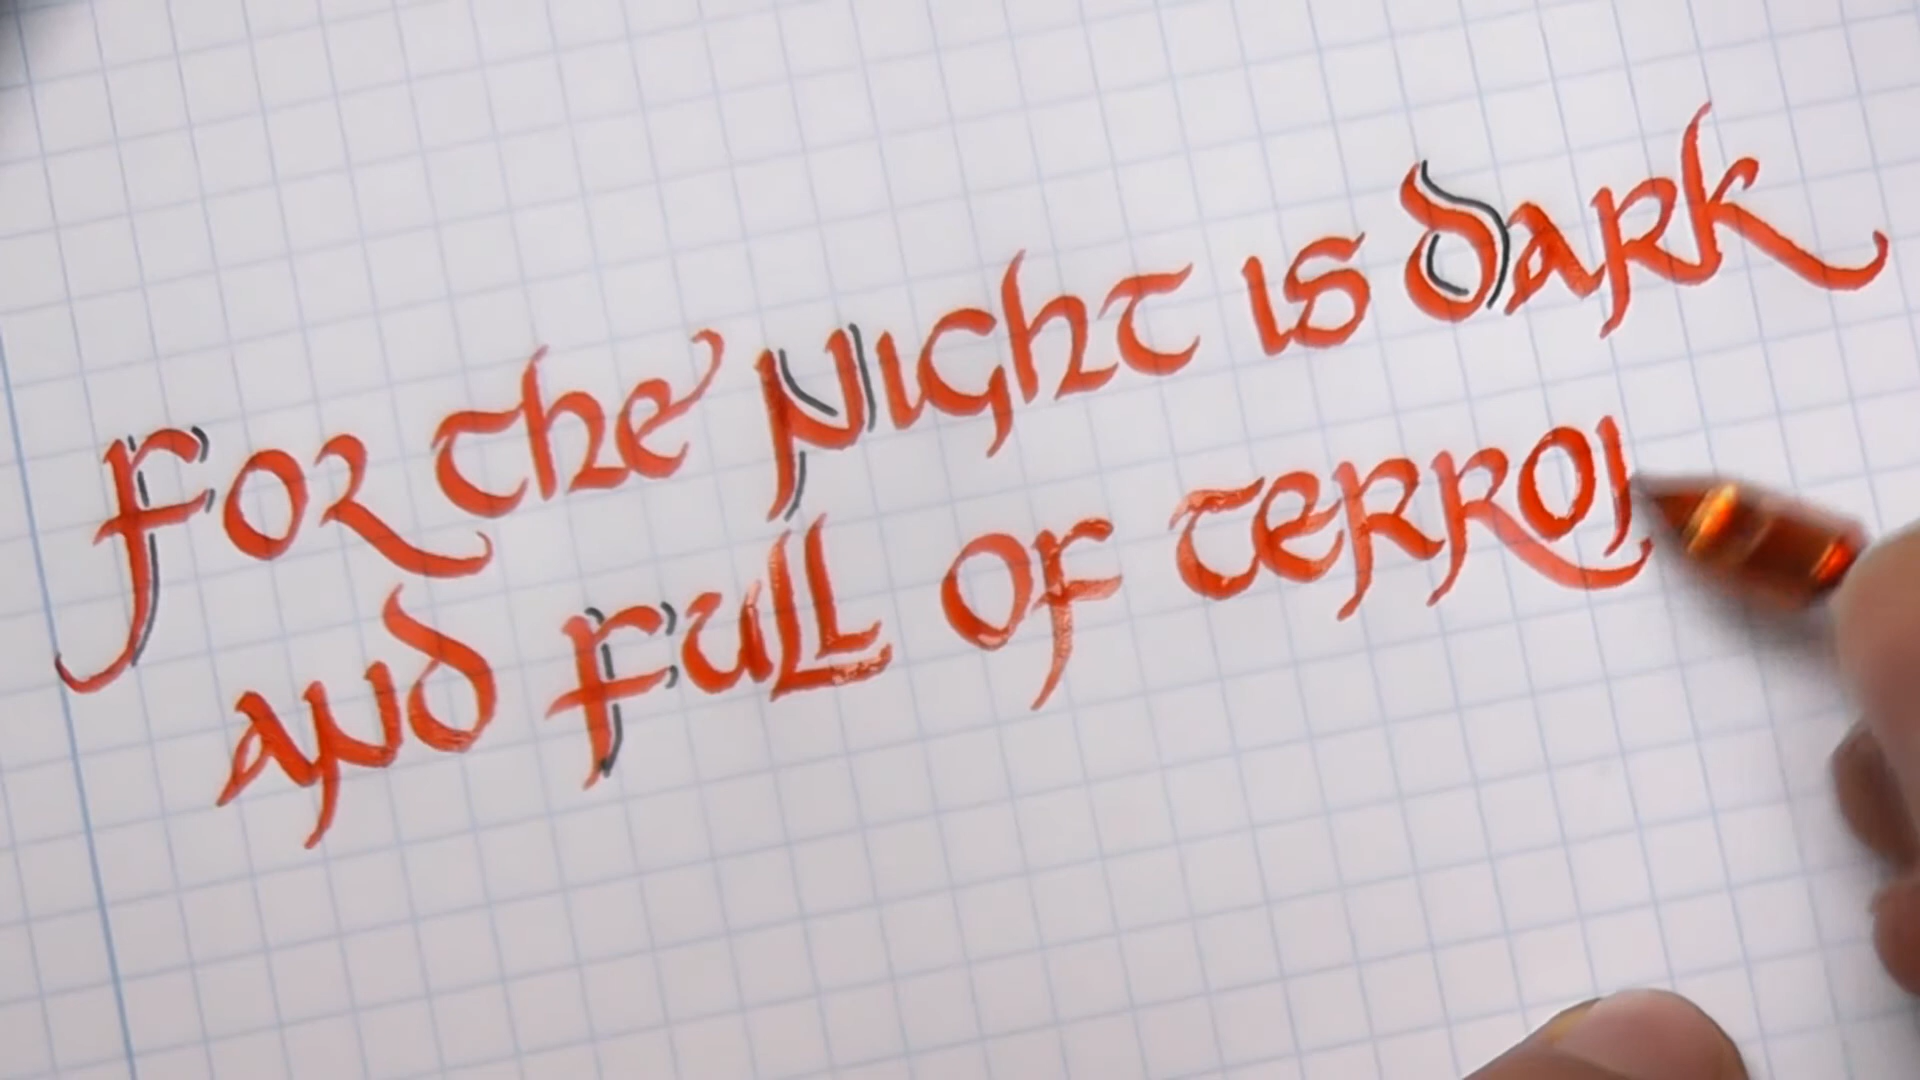 For the Night is dark
and Full of terro